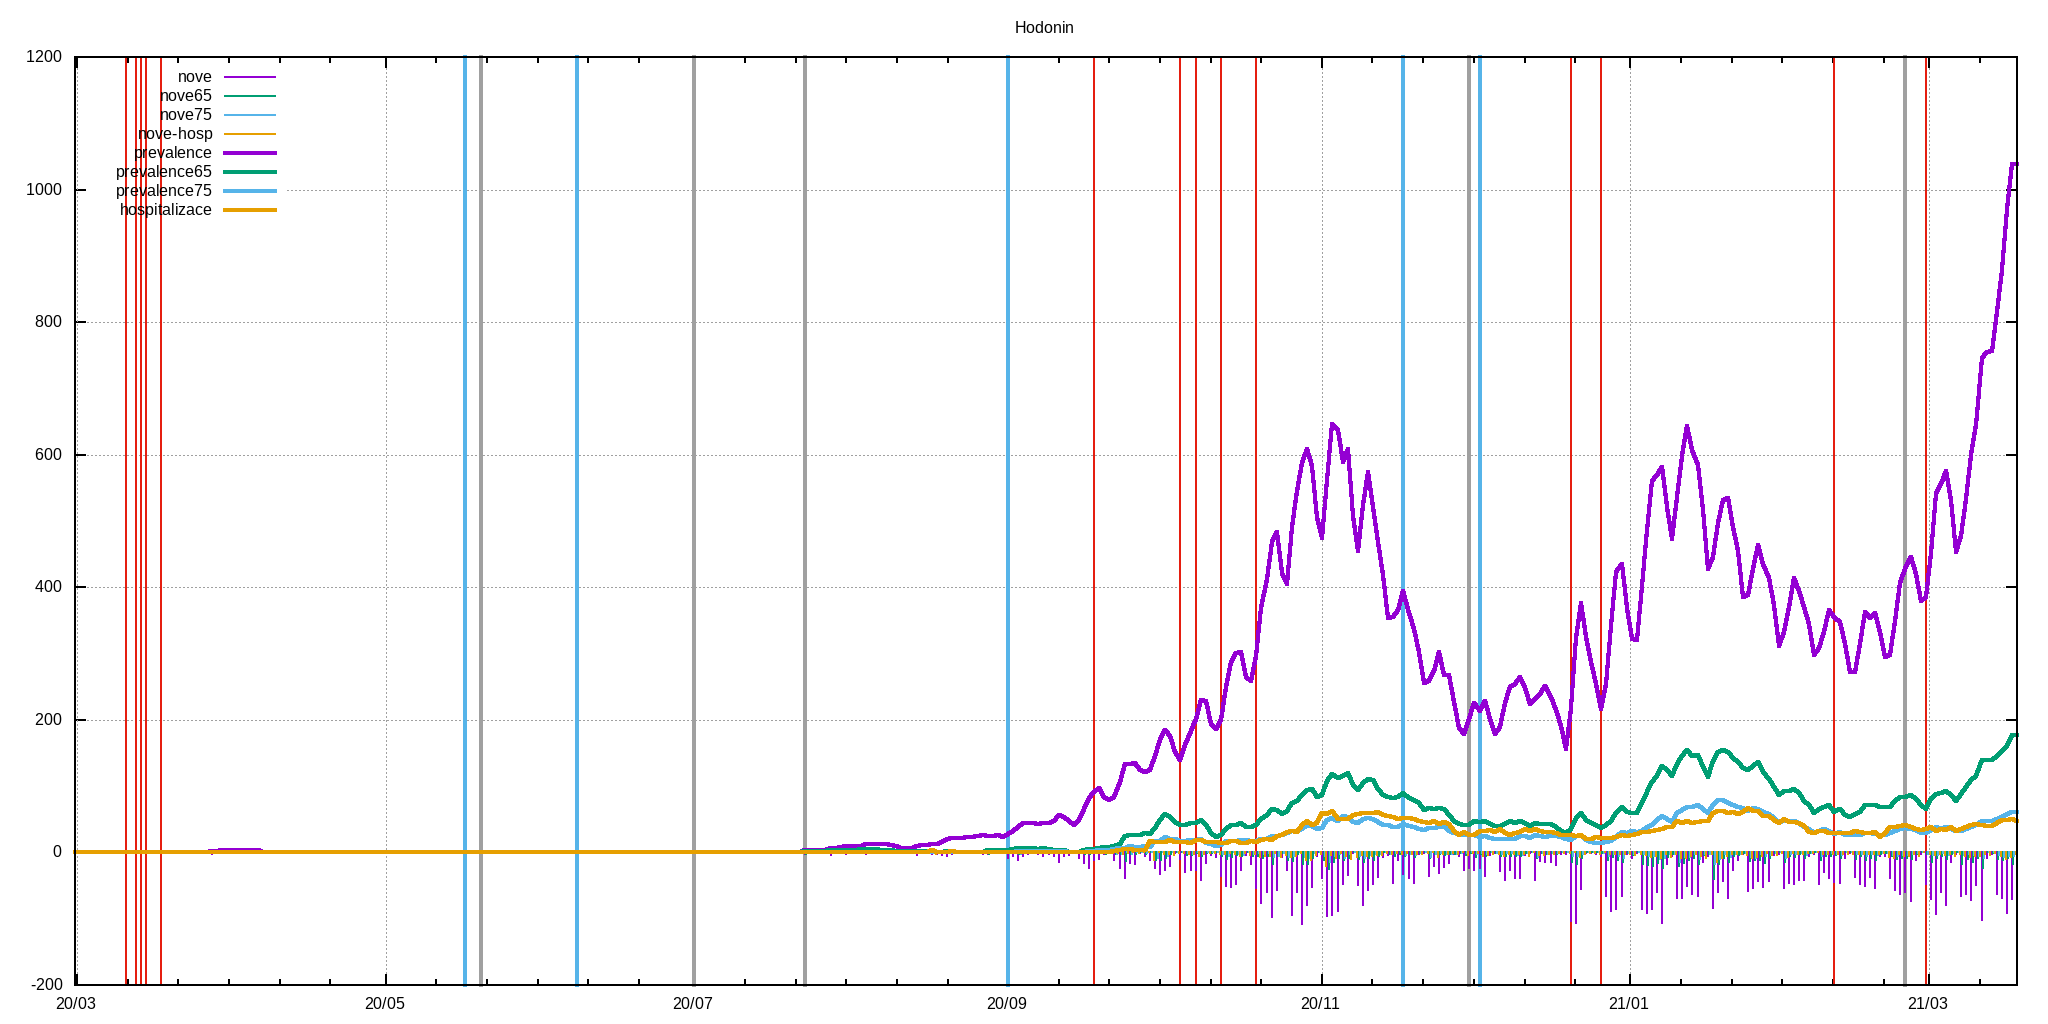 Hodonin
1200
1000
800
600
400
200
0
-200
nove
nove65
nove75
nove-hosp
prevalence
prevalence65
prevalence75
hospitalizace
20/03 20/05 20/07 20/09 20/11 21/01 21/03